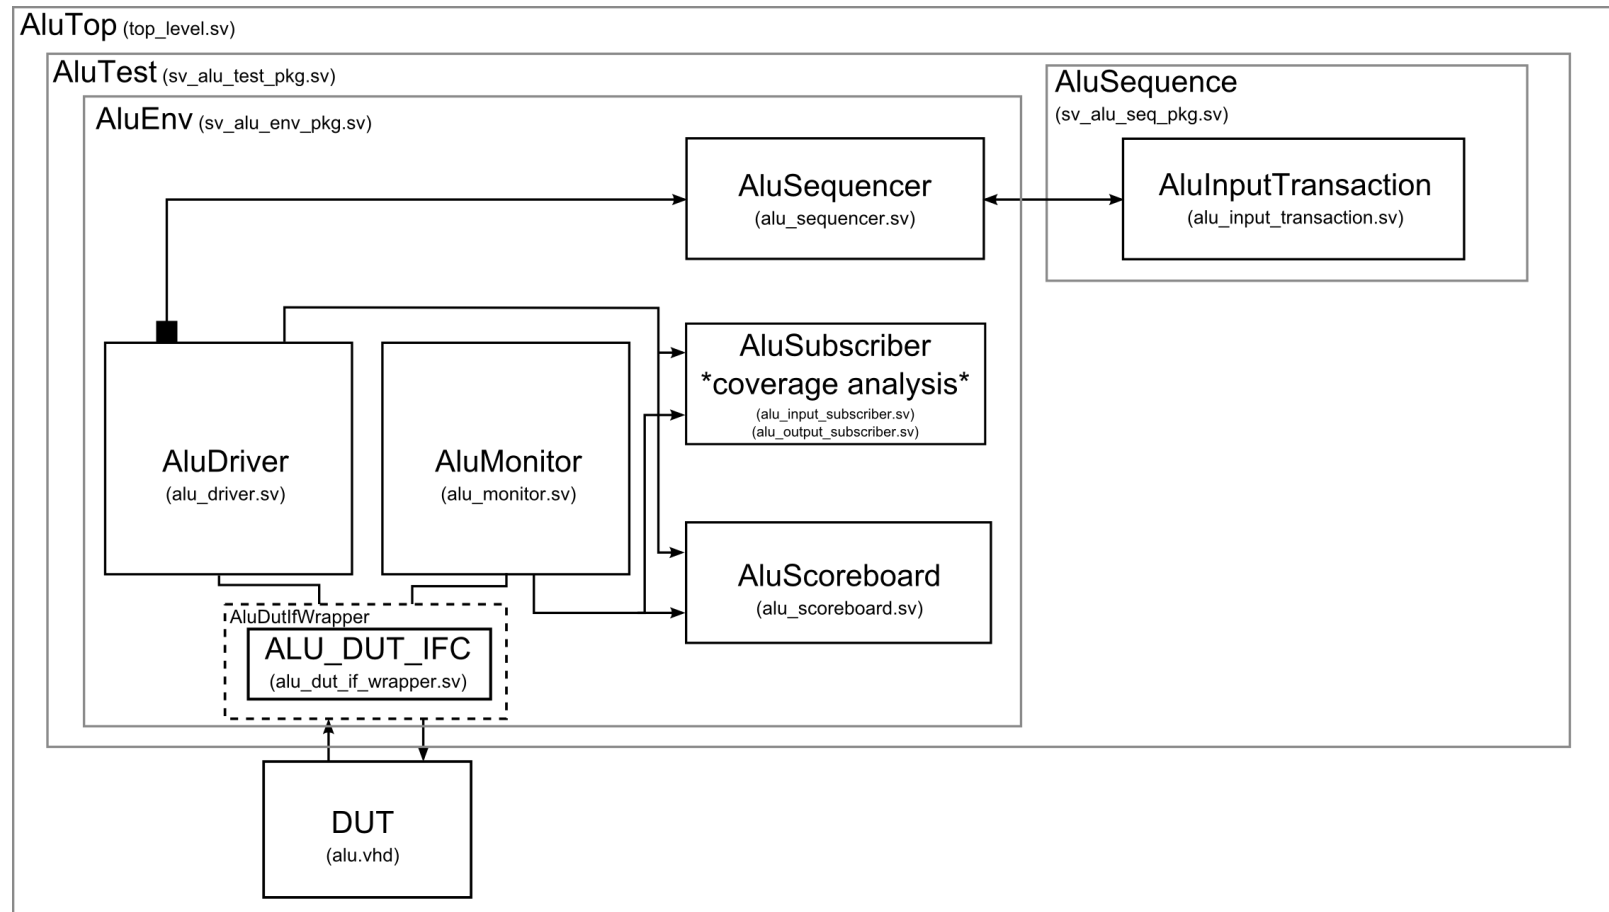 AluTop (top_level.sv)
AluTest (sv_alu_test_pkg.sv)
AluEnv (sv_alu_env_pkg.sv)
AluSequence
(sv_alu_seq_pkg.sv)
AluSequencer
(alu_sequencer.sv)
AluInputTransaction
(alu_input_transaction.sv)
AluSubscriber
*coverage analysis*
(alu_input_subscriber.sv)
(alu_output_subscriber.sv)
AluDriver
(alu_driver.sv)
AluMonitor
(alu_monitor.sv)
AluScoreboard
(alu_scoreboard.sv)
AluDutIfWrapper
ALU_DUT_IFC
(alu_dut_if_wrapper.sv)
DUT
(alu.vhd)